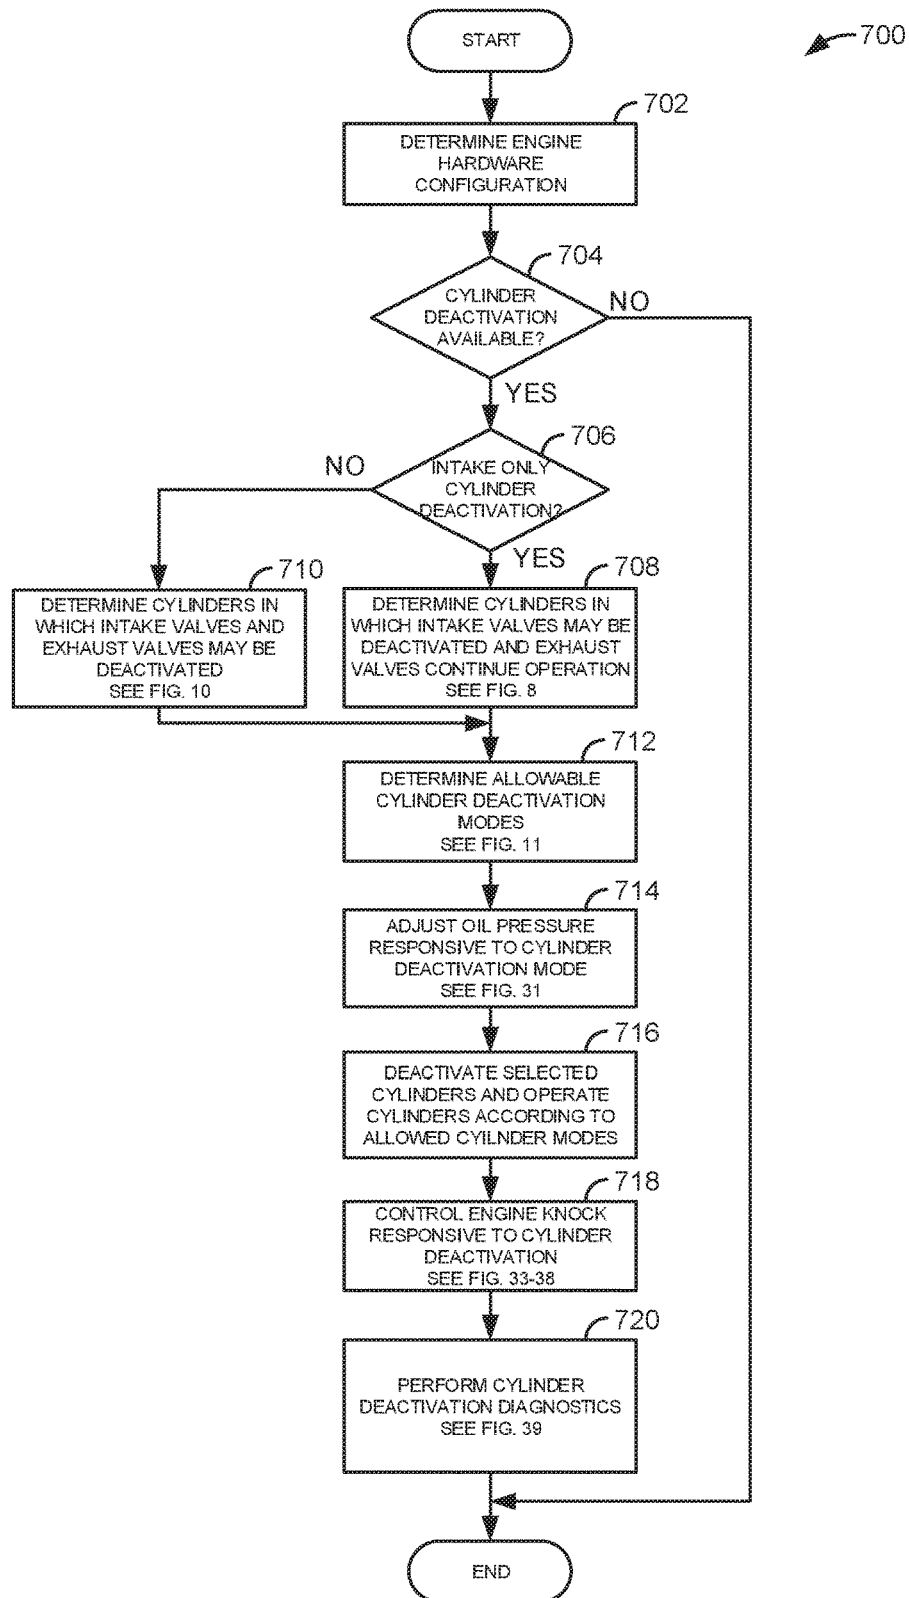 START
700
702
DETERMINE ENGINE
HARDWARE
CONFIGURATION
704
CYLINDER
DEACTIVATION
AVAILABLE?
NO
YES
706
INTAKE ONLY
CYLINDER
DEACTIVATION?
NO
YES
710
DETERMINE CYLINDERS IN
WHICH INTAKE VALVES AND
EXHAUST VALVES MAY BE
DEACTIVATED
SEE FIG. 10
708
DETERMINE CYLINDERS IN
WHICH INTAKE VALVES MAY BE
DEACTIVATED AND EXHAUST
VALVES CONTINUE OPERATION
SEE FIG. 8
712
DETERMINE ALLOWABLE
CYLINDER DEACTIVATION
MODES
SEE FIG. 11
714
ADJUST OIL PRESSURE
RESPONSIVE TO CYLINDER
DEACTIVATION MODE
SEE FIG. 31
716
DEACTIVATE SELECTED
CYLINDERS AND OPERATE
CYLINDERS ACCORDING TO
ALLOWED CYILNDER MODES
718
CONTROL ENGINE KNOCK
RESPONSIVE TO CYLINDER
DEACTIVATION
SEE FIG. 33-38
720
PERFORM CYLINDER
DEACTIVATION DIAGNOSTICS
SEE FIG. 39
END